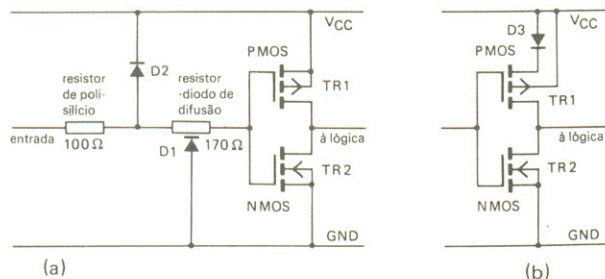 VCC
D2
PMOS
resistor
de poli-
silício
resistor
-diodo de
difusão
TR1
entrada
100Ω
D1
170Ω
à lógica
TR2
NMOS
GND
(a)
VCC
D3
PMOS
TR1
à lógica
TR2
NMOS
GND
(b)